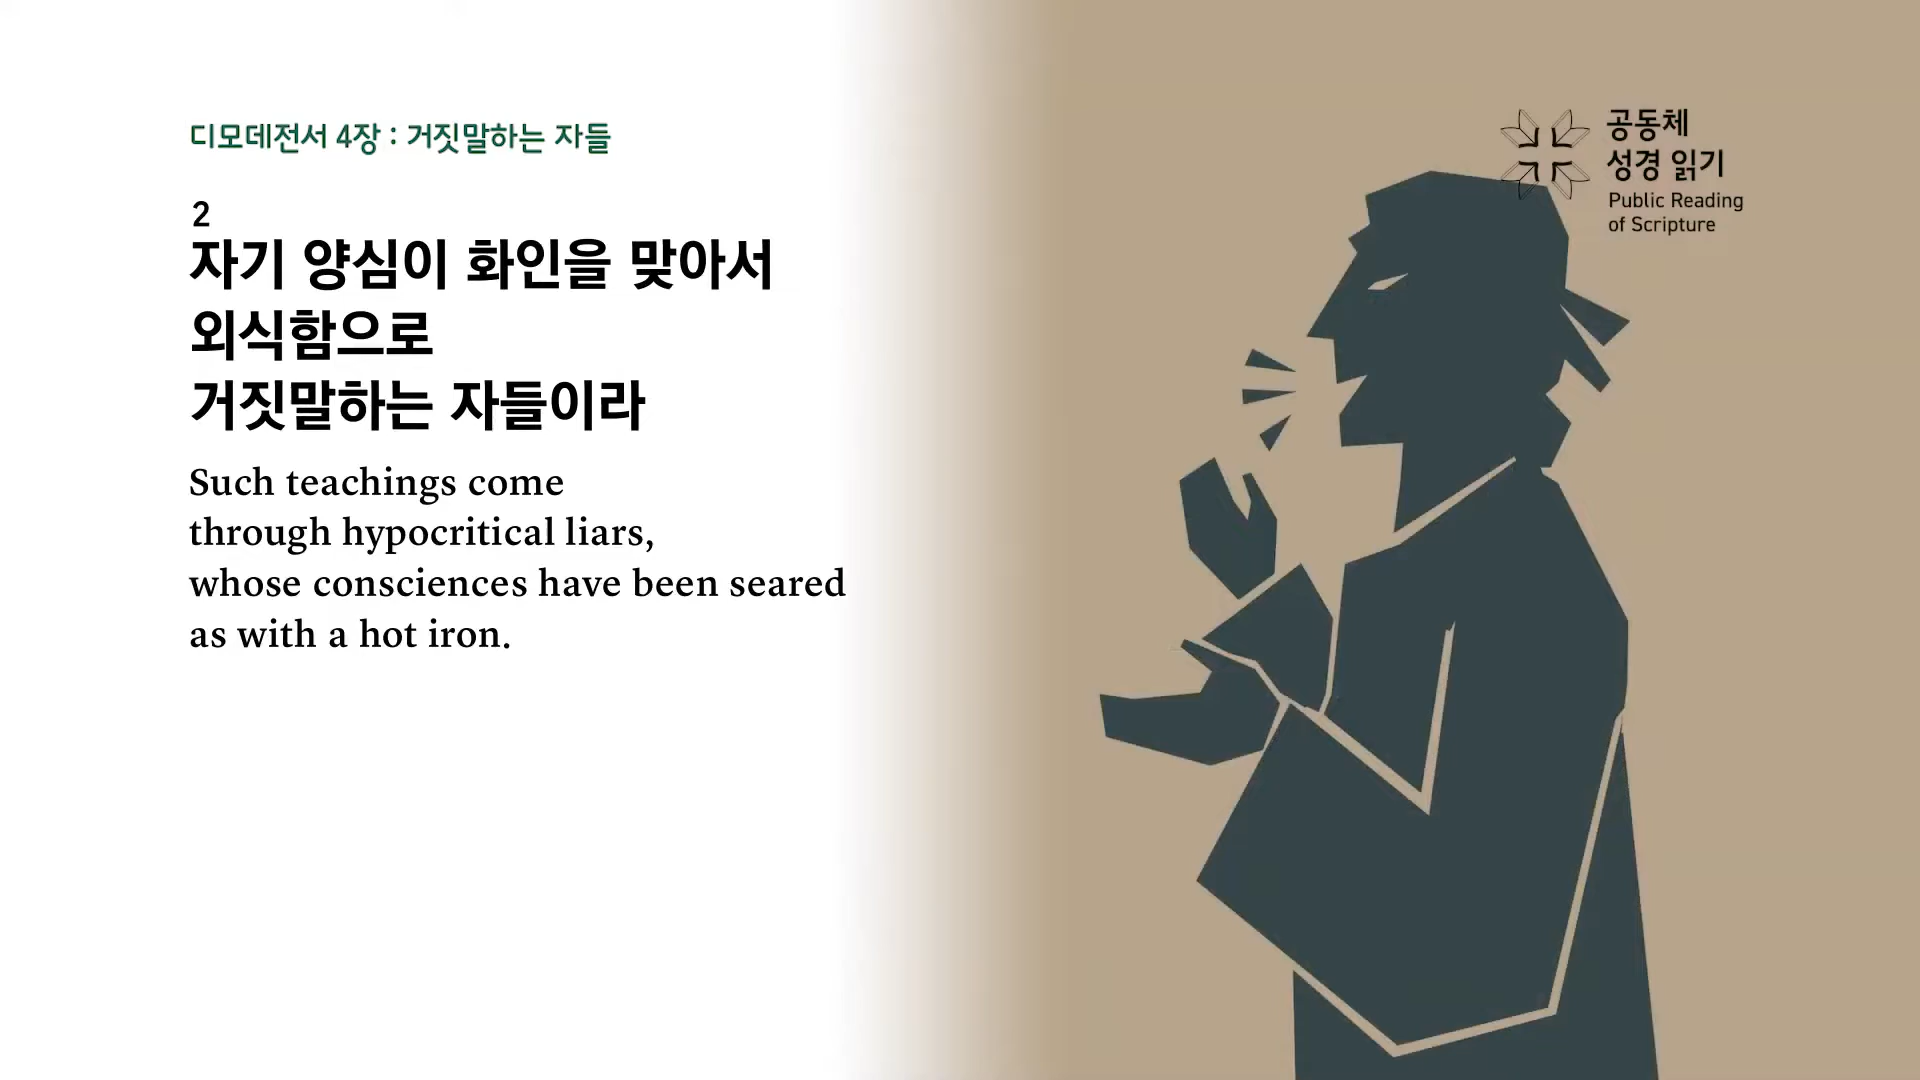 디모데전서 4장 : 거짓말하는 자들
2
자기 양심이 화인을 맞아서
외식함으로
거짓말하는 자들이라
Such teachings come
through hypocritical liars,
whose consciences have been seared
as with a hot iron.
공동체
성경 읽기
Public Reading
of Scripture